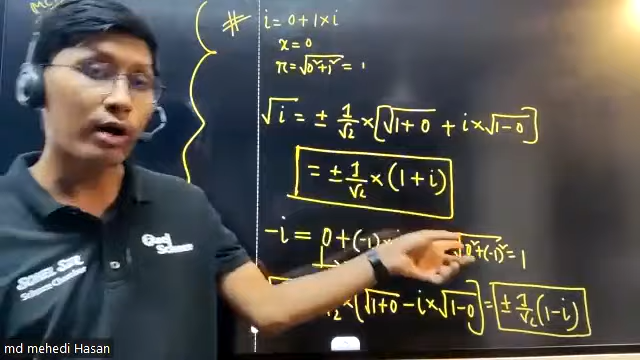 # i = 0 + 1 × i
x = 0
r = √(0² + 1²) = 1
√i = ± 1/√2 × [√(1+0) + i × √(1-0)]
= ± 1/√2 × (1 + i)
-i = 0 + (-1) × i
√(0² + (-1)²) = 1
√2 × [√(1+0) - i × √(1-0)] = ± 1/√2 (1 - i)
SOHEL SIR
Science Chamber
md mehedi Hasan